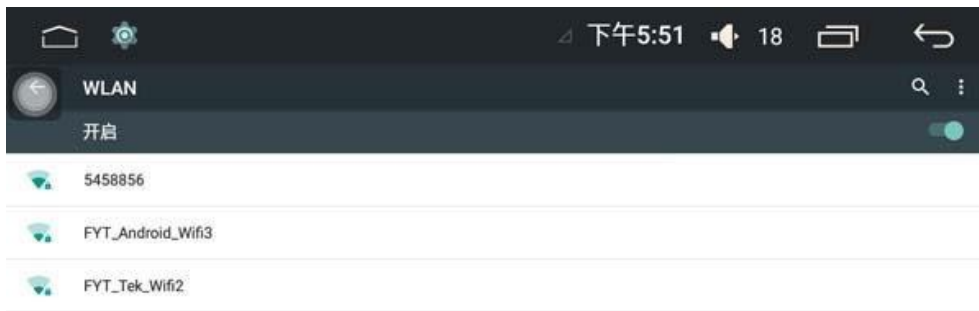 下午5:51 18
WLAN
开启
5458856
FYT_Android_Wifi3
FYT_Tek_Wifi2